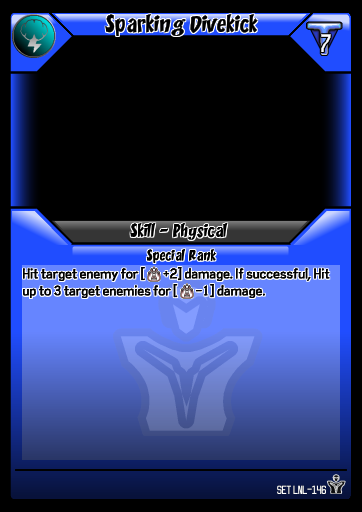 Sparking Divekick
7
Skill - Physical
Special Rank
Hit target enemy for [ +2] damage. If successful, Hit
up to 3 target enemies for [ -1] damage.
SET LNL-146